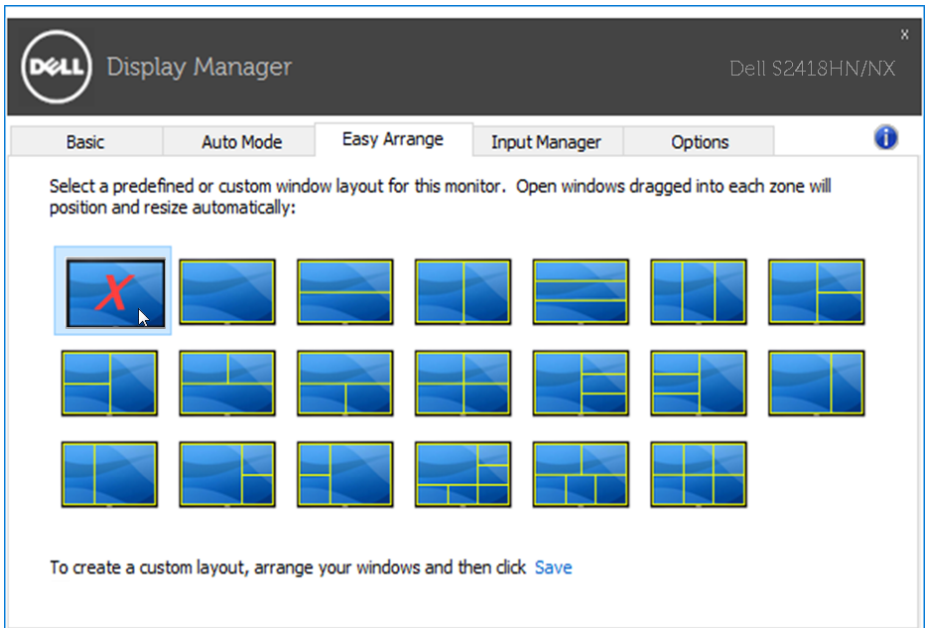 X
DELL
Display Manager
Dell S2418HN/NX
Basic Auto Mode Easy Arrange Input Manager Options
Select a predefined or custom window layout for this monitor. Open windows dragged into each zone will
position and resize automatically:
X
To create a custom layout, arrange your windows and then click Save